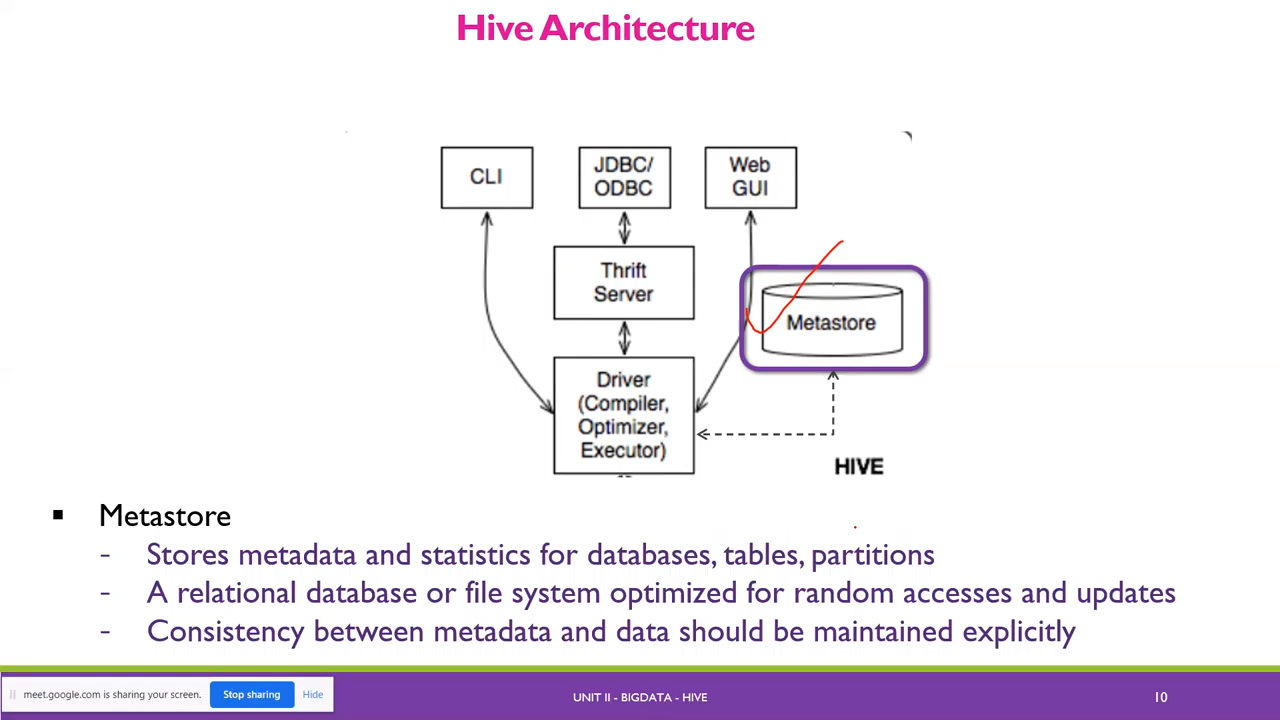 Hive Architecture
CLI
JDBC/
ODBC
Web
GUI
Thrift
Server
Metastore
Driver
(Compiler,
Optimizer,
Executor)
HIVE
▪ Metastore
- Stores metadata and statistics for databases, tables, partitions
- A relational database or file system optimized for random accesses and updates
- Consistency between metadata and data should be maintained explicitly
meet.google.com is sharing your screen. Stop sharing Hide
UNIT II - BIGDATA - HIVE
10